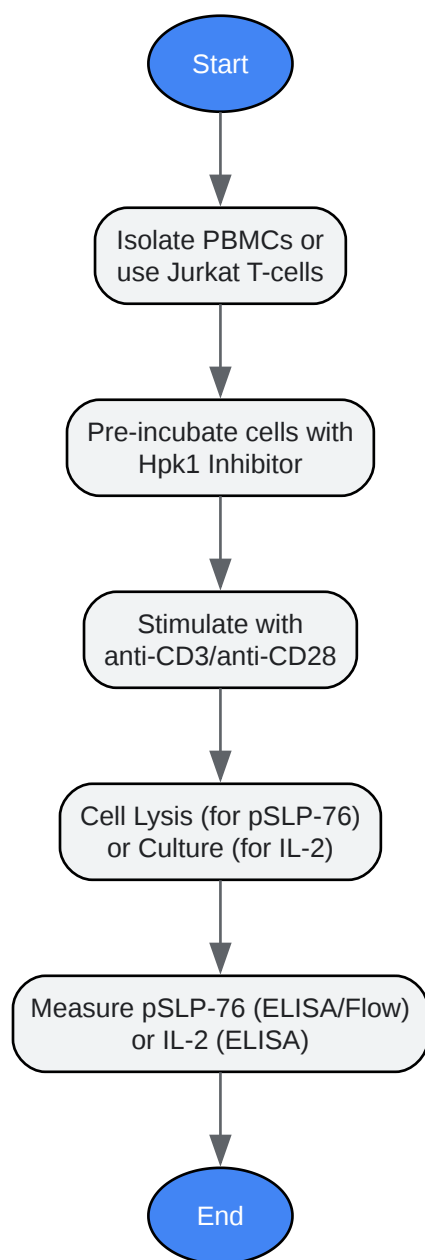 Start
Isolate PBMCs or
use Jurkat T-cells
Pre-incubate cells with
Hpk1 Inhibitor
Stimulate with
anti-CD3/anti-CD28
Cell Lysis (for pSLP-76)
or Culture (for IL-2)
Measure pSLP-76 (ELISA/Flow)
or IL-2 (ELISA)
End